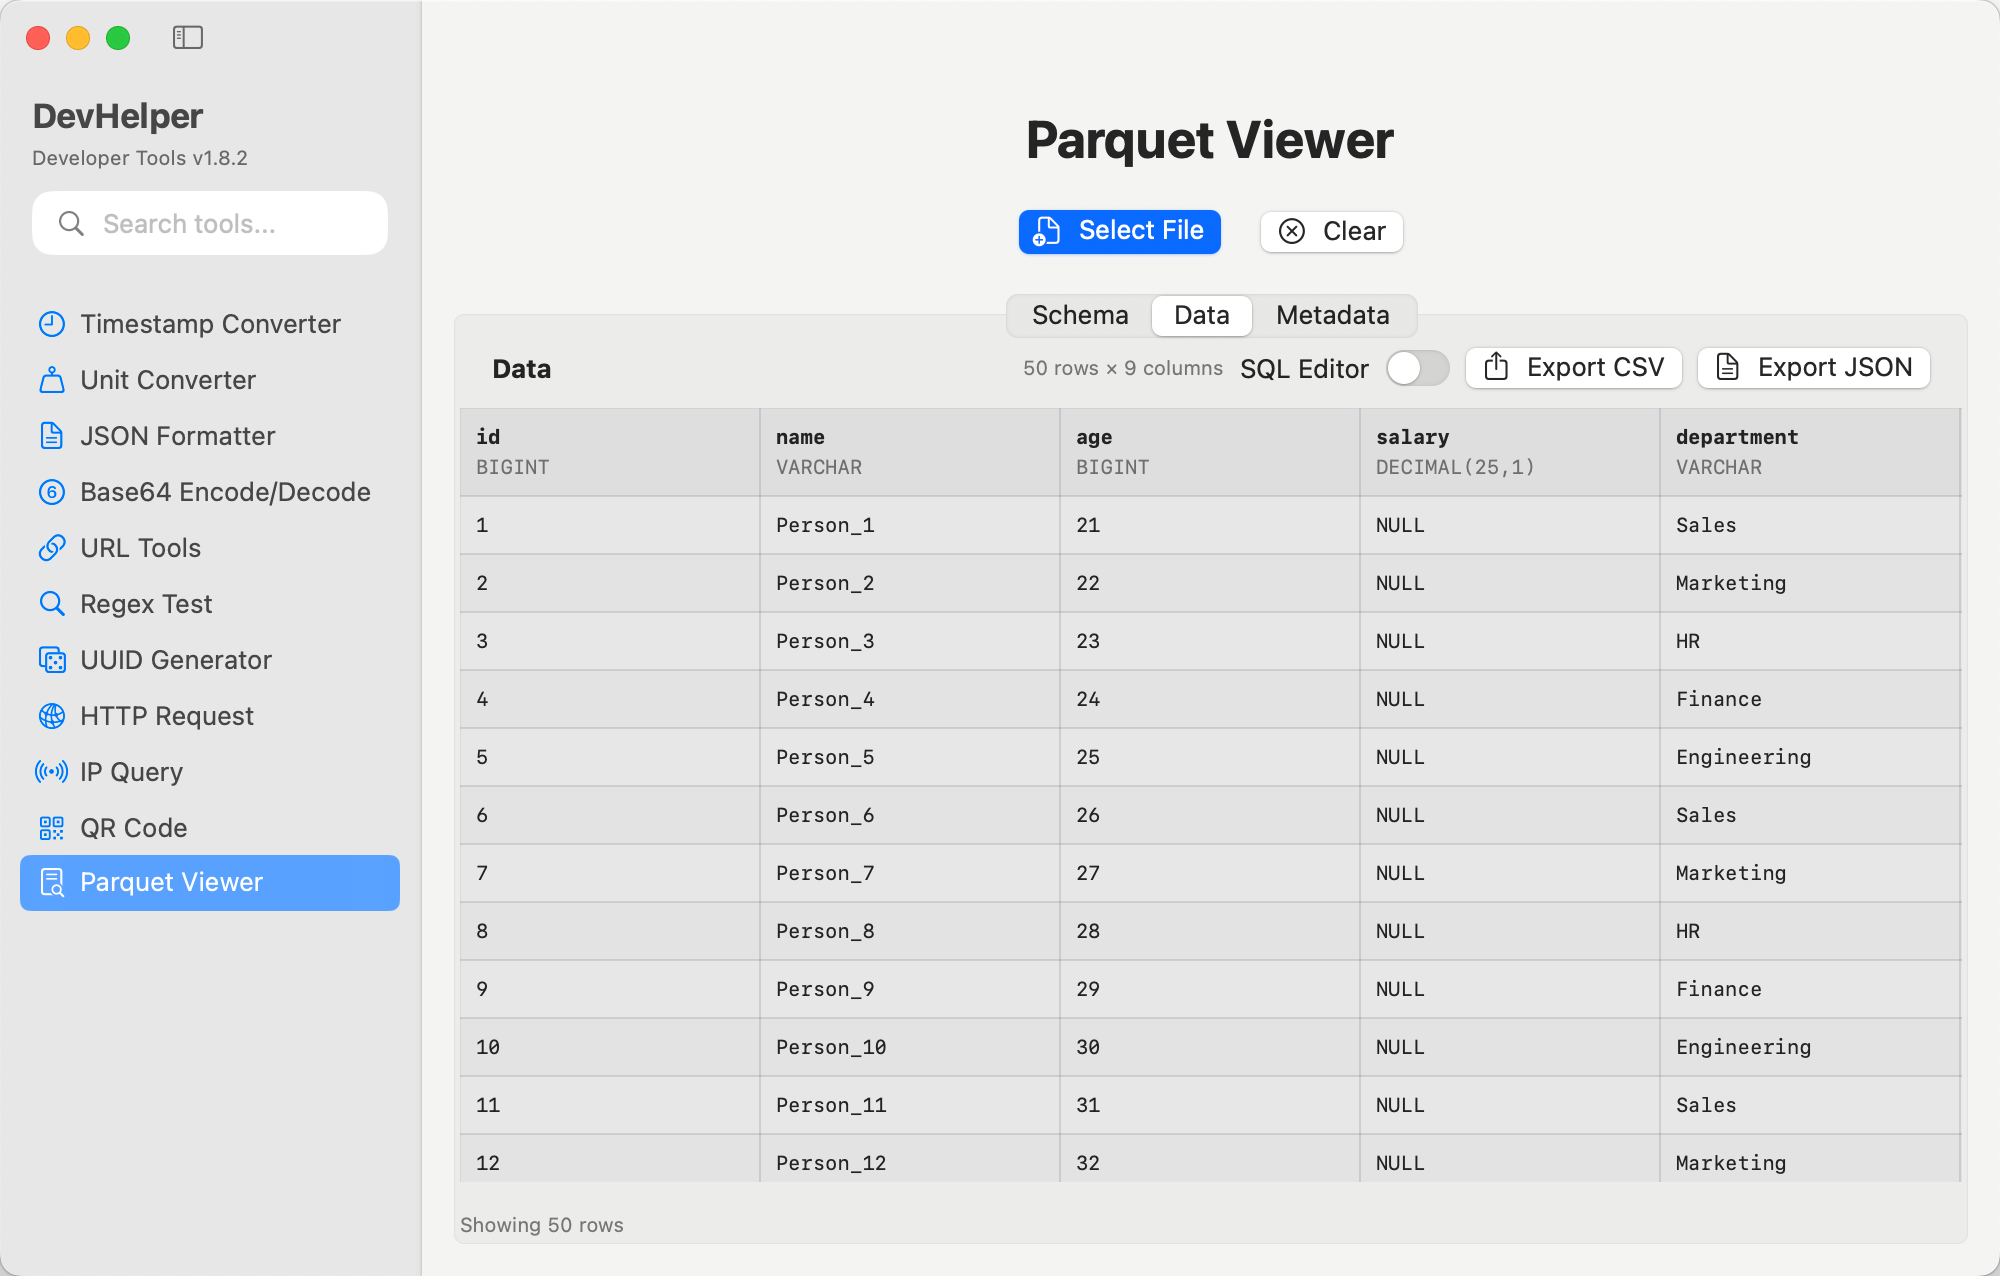 DevHelper
Developer Tools v1.8.2
Search tools...
Timestamp Converter
Unit Converter
JSON Formatter
6 Base64 Encode/Decode
URL Tools
Regex Test
UUID Generator
HTTP Request
IP Query
QR Code
Parquet Viewer
Parquet Viewer
Select File Clear
Schema Data Metadata
Data 50 rows × 9 columns SQL Editor Export CSV Export JSON
id name age salary department
BIGINT VARCHAR BIGINT DECIMAL(25,1) VARCHAR
1 Person_1 21 NULL Sales
2 Person_2 22 NULL Marketing
3 Person_3 23 NULL HR
4 Person_4 24 NULL Finance
5 Person_5 25 NULL Engineering
6 Person_6 26 NULL Sales
7 Person_7 27 NULL Marketing
8 Person_8 28 NULL HR
9 Person_9 29 NULL Finance
10 Person_10 30 NULL Engineering
11 Person_11 31 NULL Sales
12 Person_12 32 NULL Marketing
Showing 50 rows